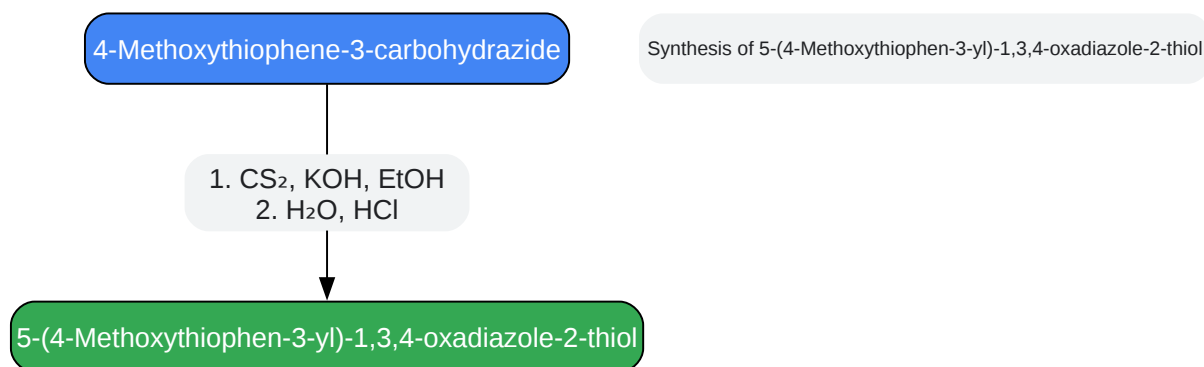 4-Methoxythiophene-3-carbohydrazide
Synthesis of 5-(4-Methoxythiophen-3-yl)-1,3,4-oxadiazole-2-thiol
1. CS₂, KOH, EtOH
2. H₂O, HCl
5-(4-Methoxythiophen-3-yl)-1,3,4-oxadiazole-2-thiol